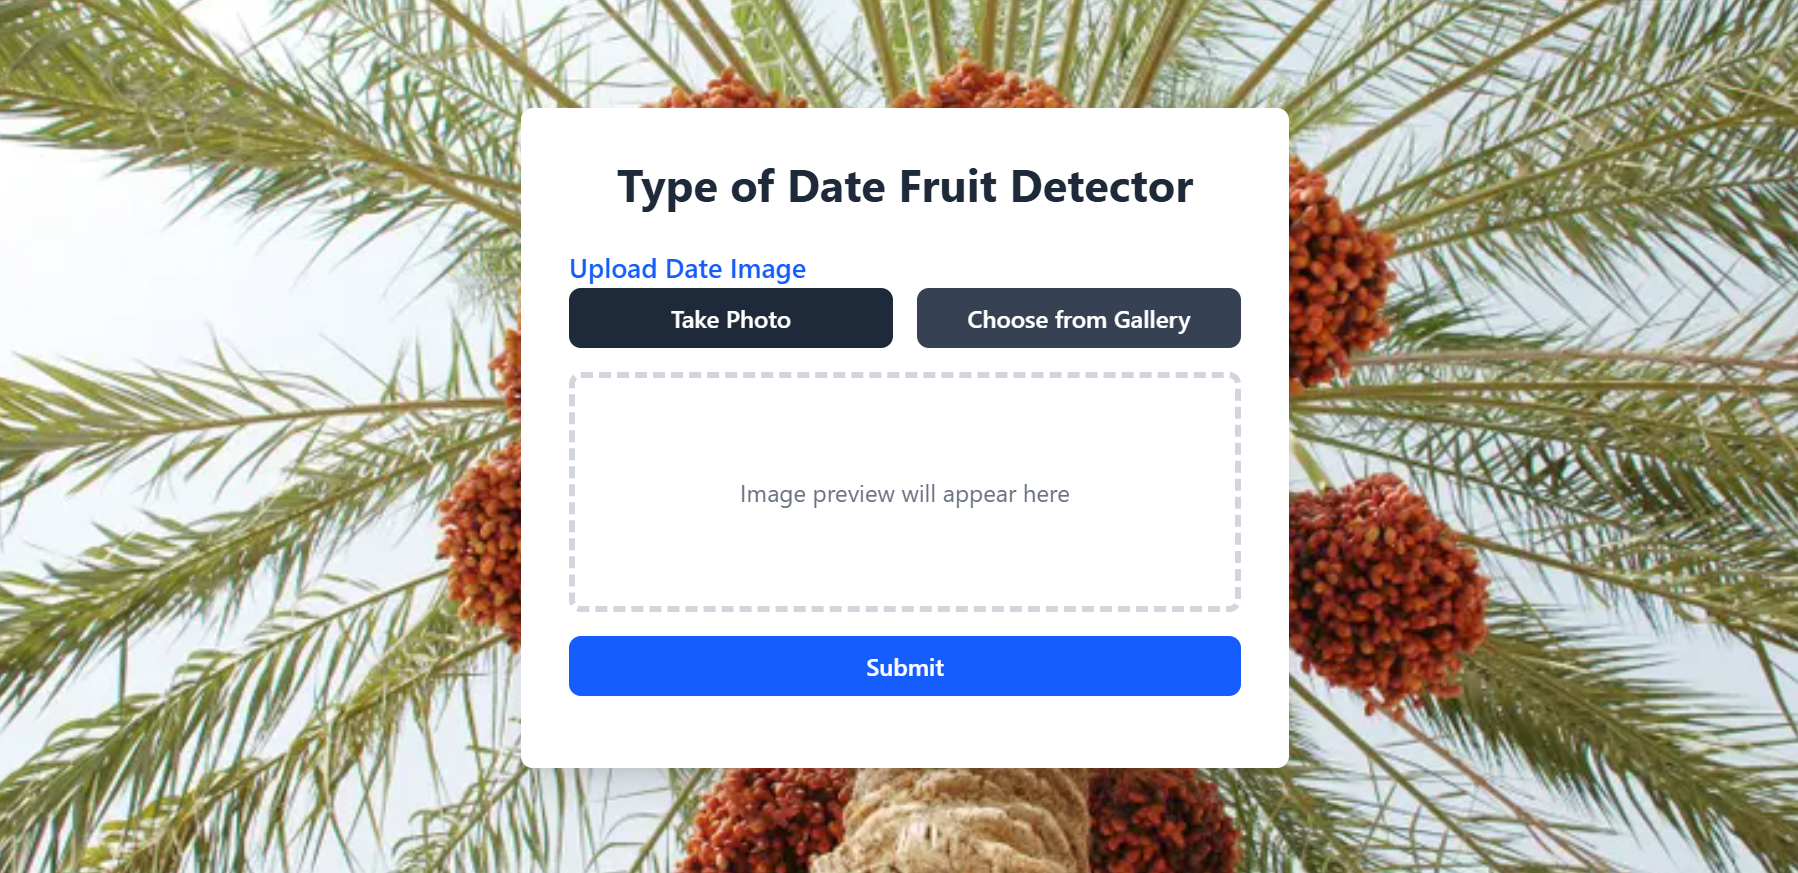 Type of Date Fruit Detector
Upload Date Image
Take Photo
Choose from Gallery
Image preview will appear here
Submit